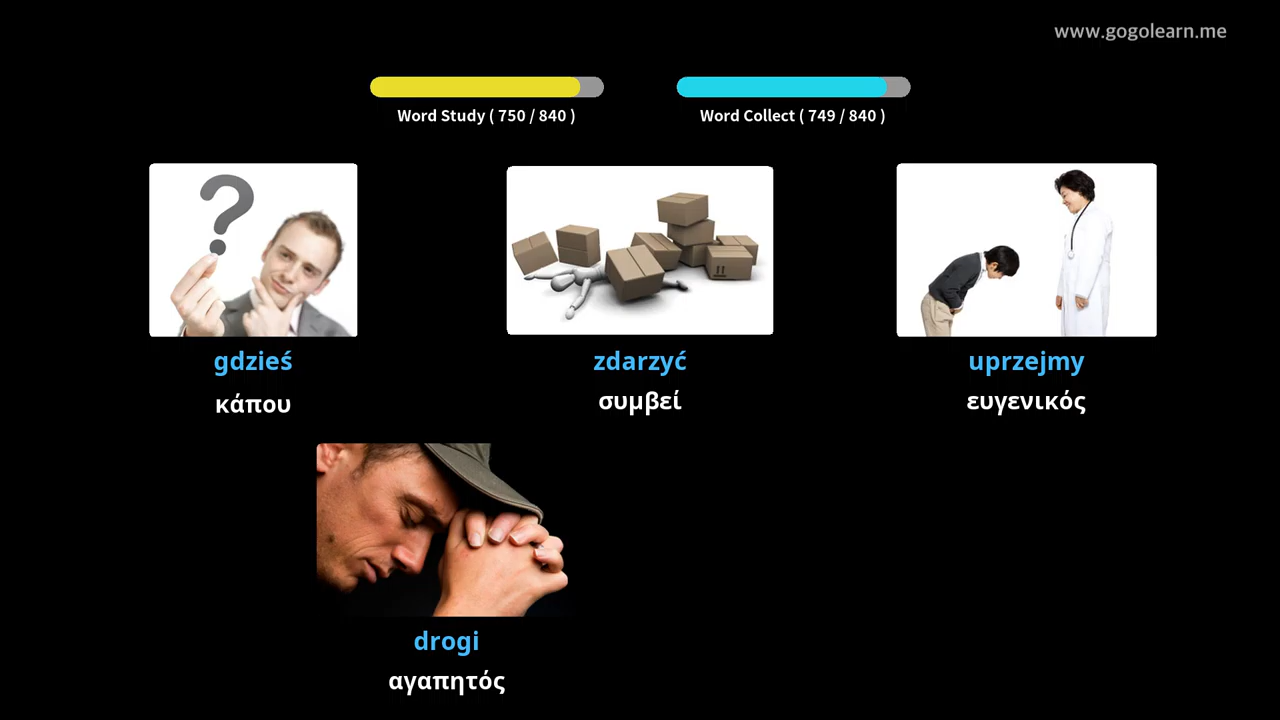 www.gogolearn.me
Word Study ( 750 / 840 )
Word Collect ( 749 / 840 )
gdzieś
κάπου
zdarzyć
συμβεί
uprzejmy
ευγενικός
drogi
αγαπητός